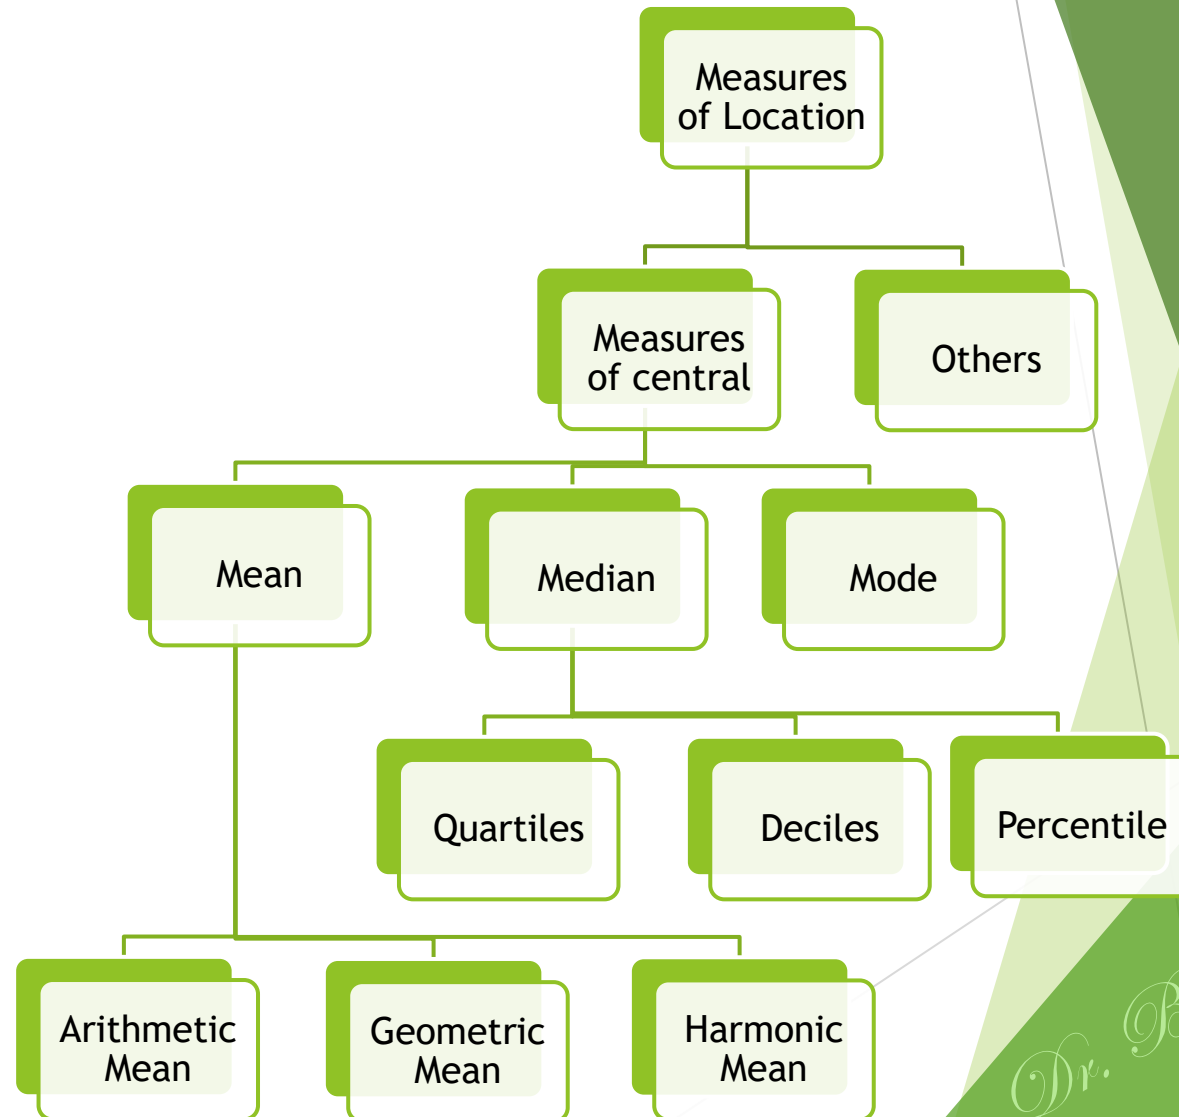 Measures
of Location
Measures
of central
Others
Mean
Median
Mode
Quartiles
Deciles
Percentile
Arithmetic
Mean
Geometric
Mean
Harmonic
Mean
Dr.